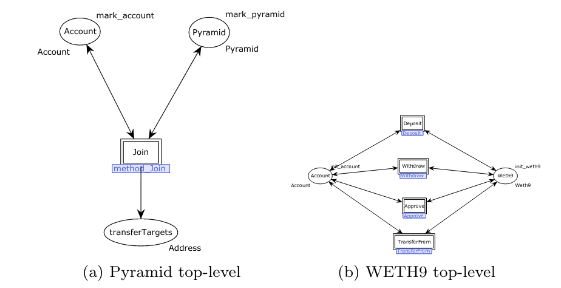 mark_account
Account
Account
mark_pyramid
Pyramid
Pyramid
Join
method_Join
transferTargets
Address
(a) Pyramid top-level
Deposit
Deposit
init_account
Account
Account
Withdraw
Withdraw
init_weth9
Weth9
Weth9
Approve
Approve
TransferFrom
TransferFrom
(b) WETH9 top-level